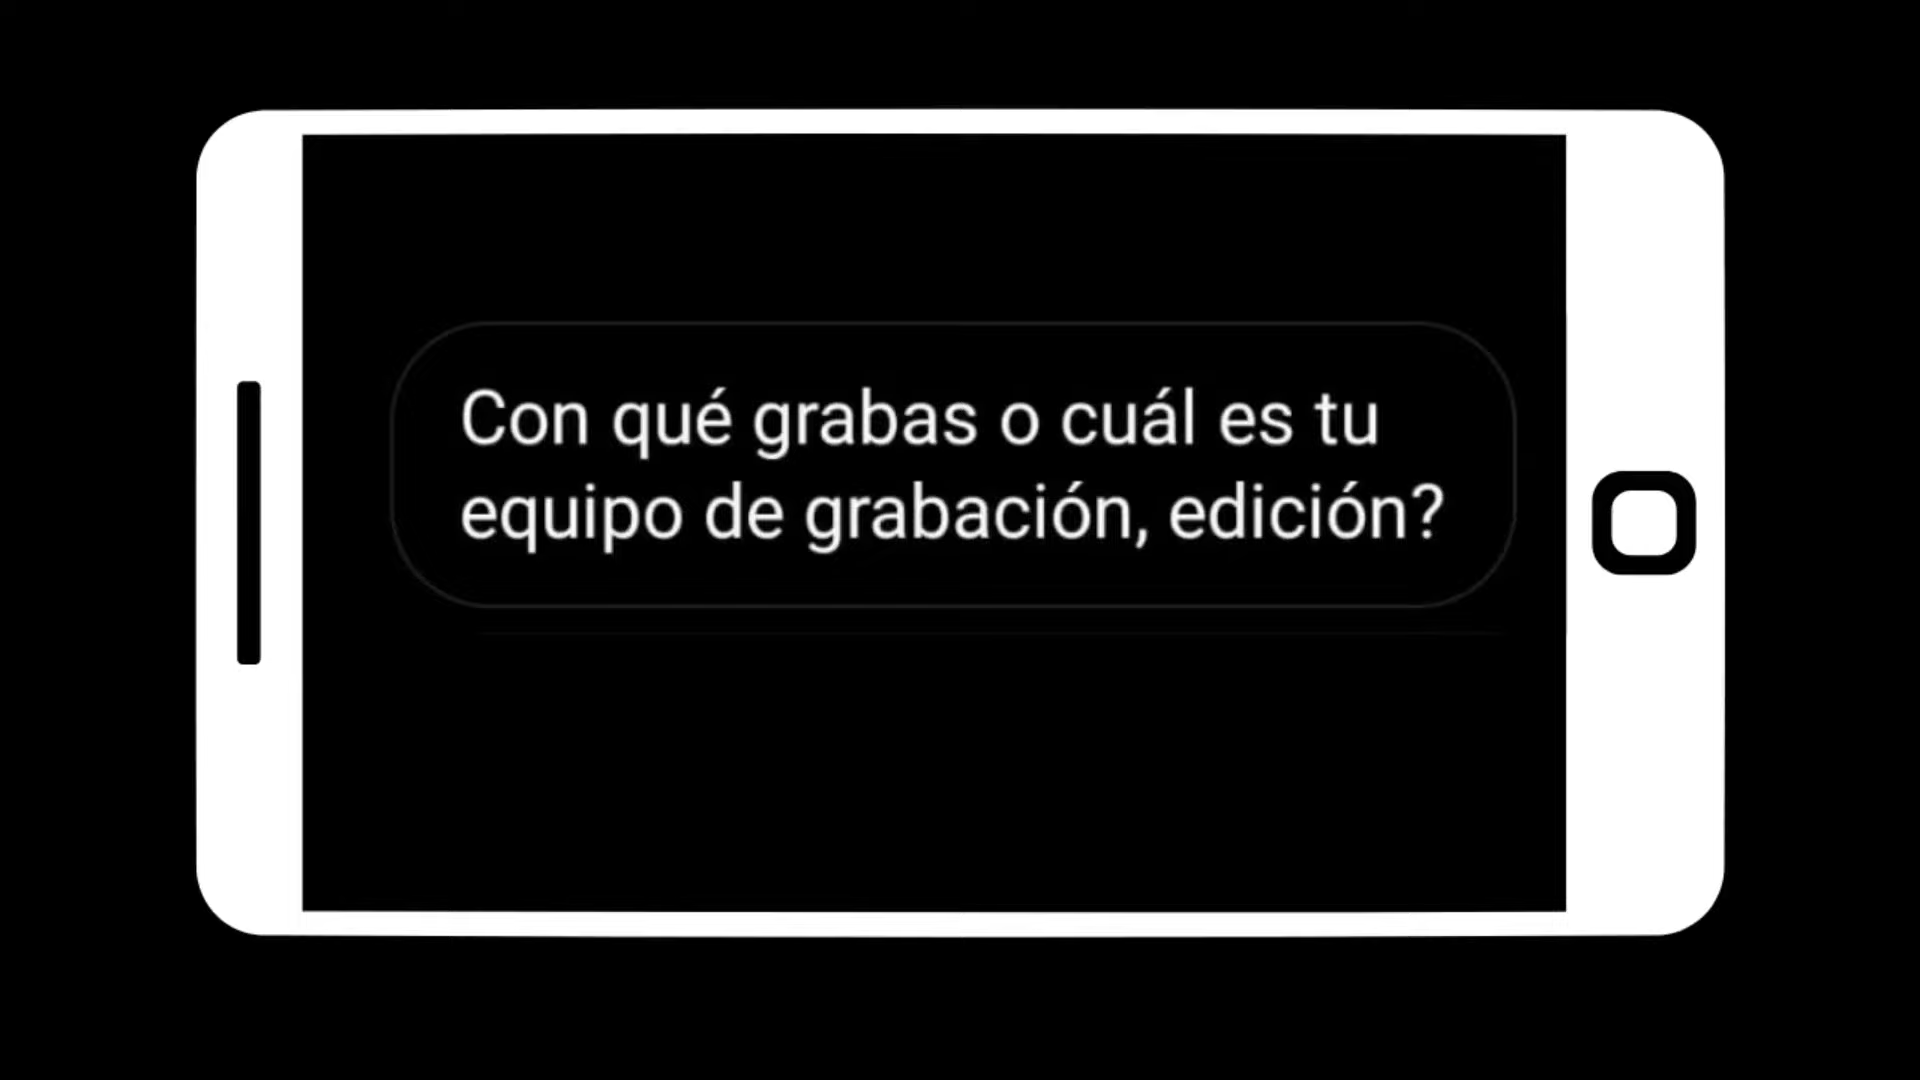 Con qué grabas o cuál es tu
equipo de grabación, edición?